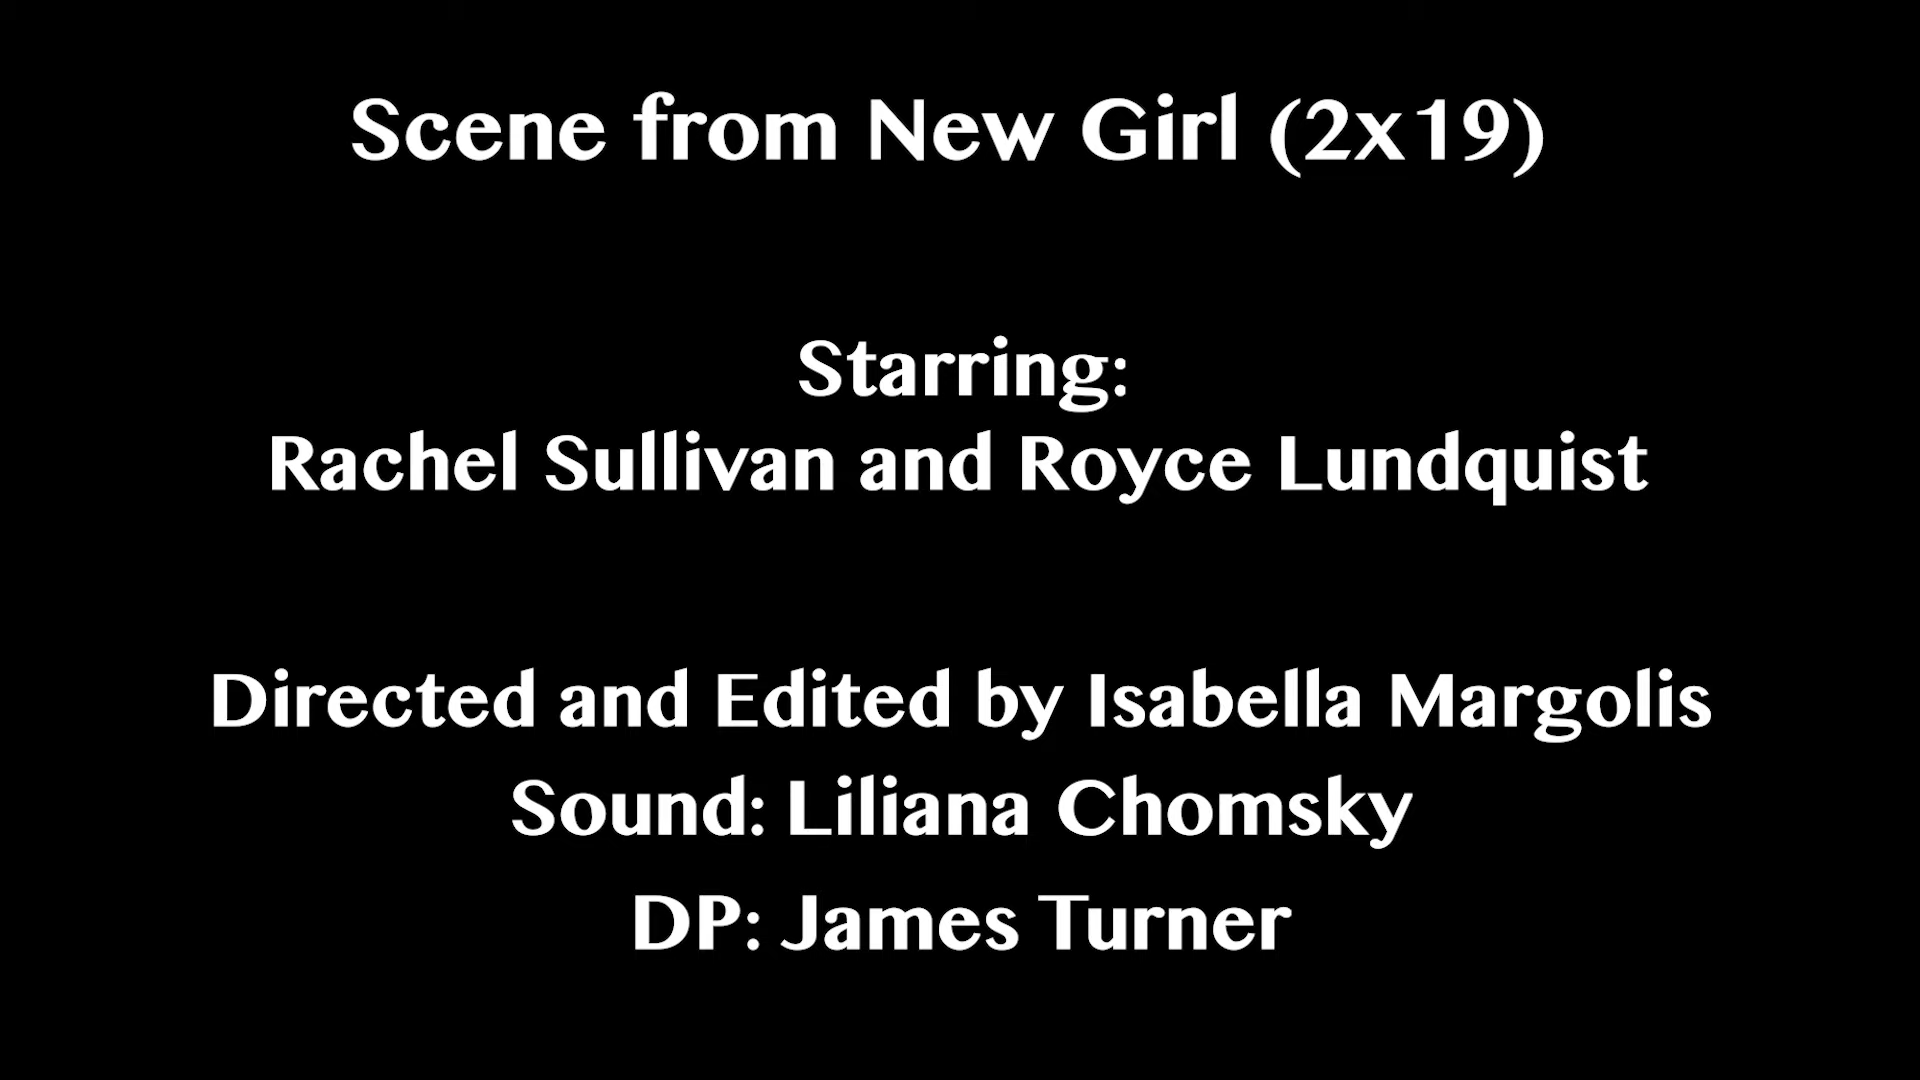 Scene from New Girl (2x19)
Starring:
Rachel Sullivan and Royce Lundquist
Directed and Edited by Isabella Margolis
Sound: Liliana Chomsky
DP: James Turner